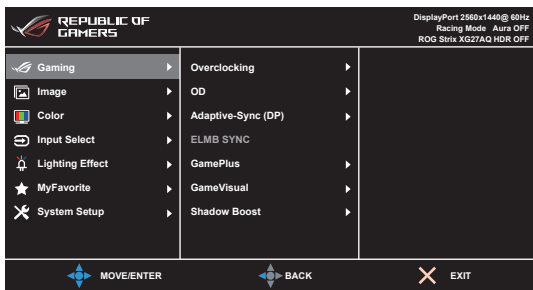 REPUBLIC OF
GAMERS
DisplayPort 2560x1440@ 60Hz
Racing Mode Aura OFF
ROG Strix XG27AQ HDR OFF
Gaming
Image
Color
Input Select
Lighting Effect
MyFavorite
System Setup
Overclocking
OD
Adaptive-Sync (DP)
ELMB SYNC
GamePlus
GameVisual
Shadow Boost
MOVE/ENTER
BACK
EXIT